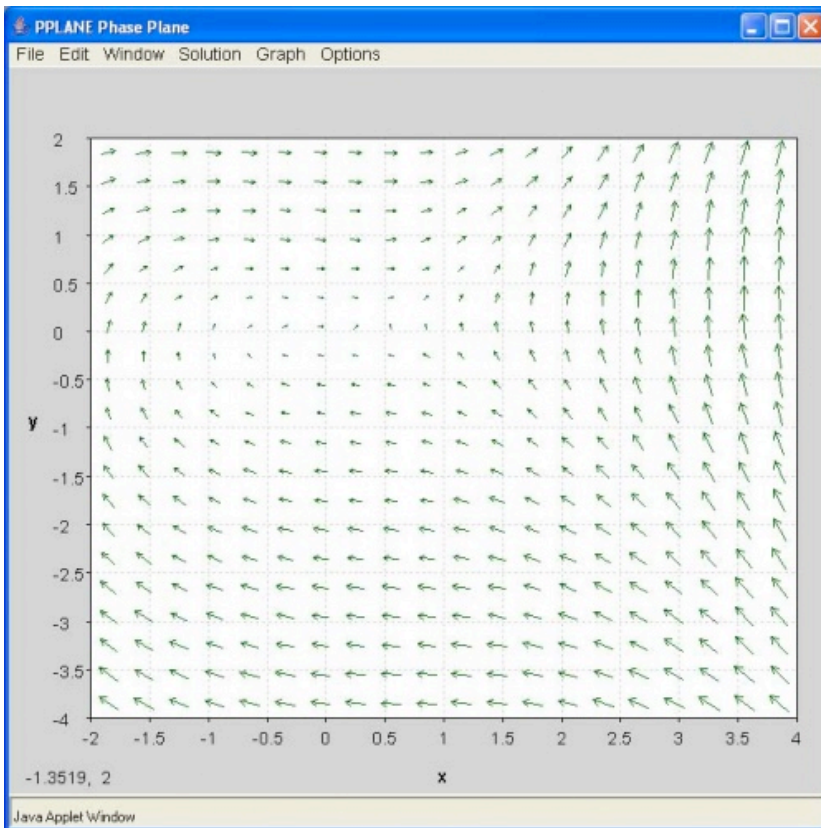 PPLANE Phase Plane
File Edit Window Solution Graph Options
2
1.5
1
0.5
0
-0.5
y
-1
-1.5
-2
-2.5
-3
-3.5
-4
-2 -1.5 -1 -0.5 0 0.5 1 1.5 2 2.5 3 3.5 4
-1.3519, 2 x
Java Applet Window